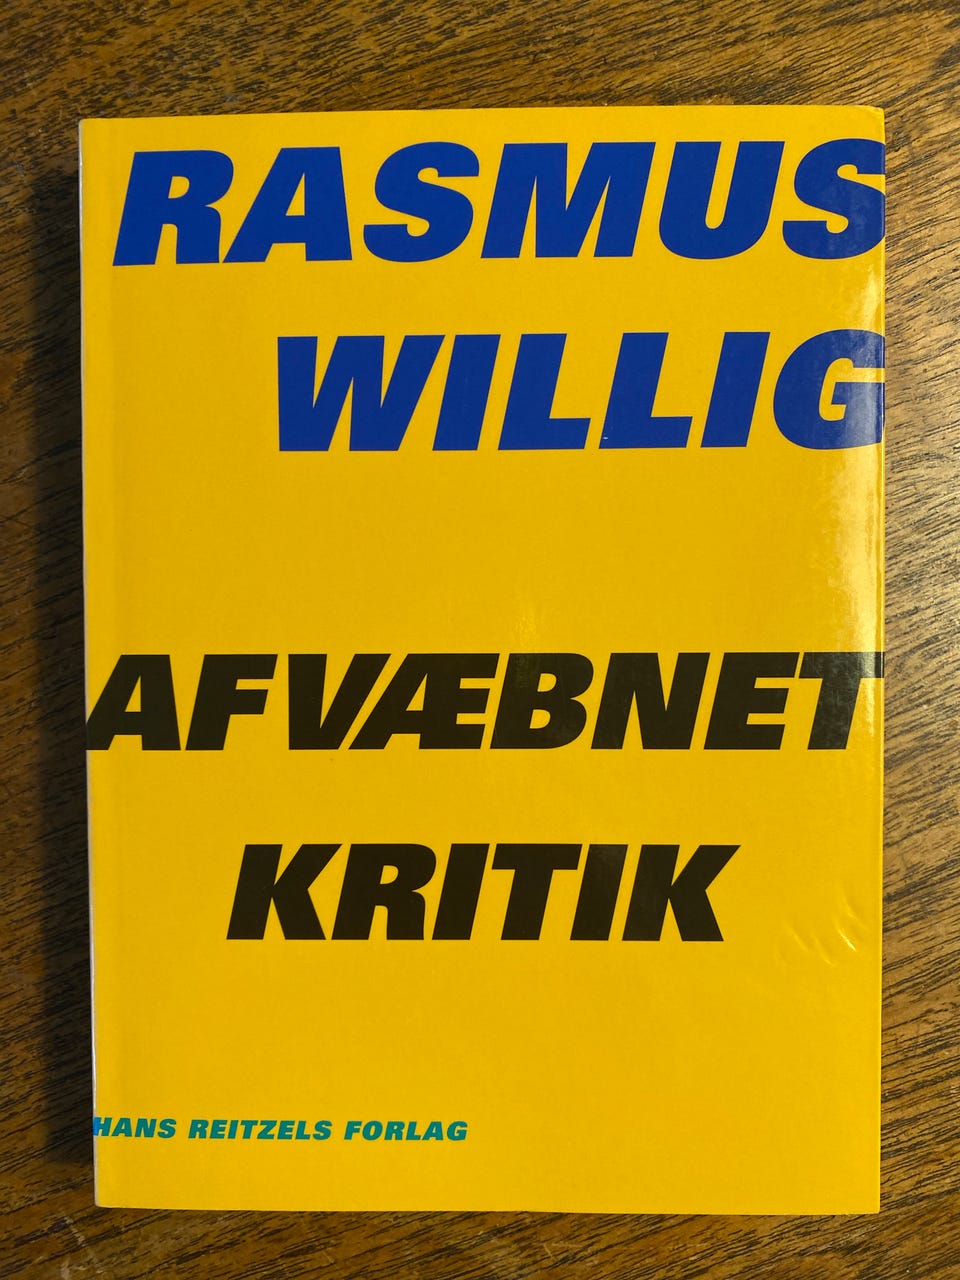 RASMUS
WILLIG
AFVÆBNET
KRITIK
HANS REITZELS FORLAG